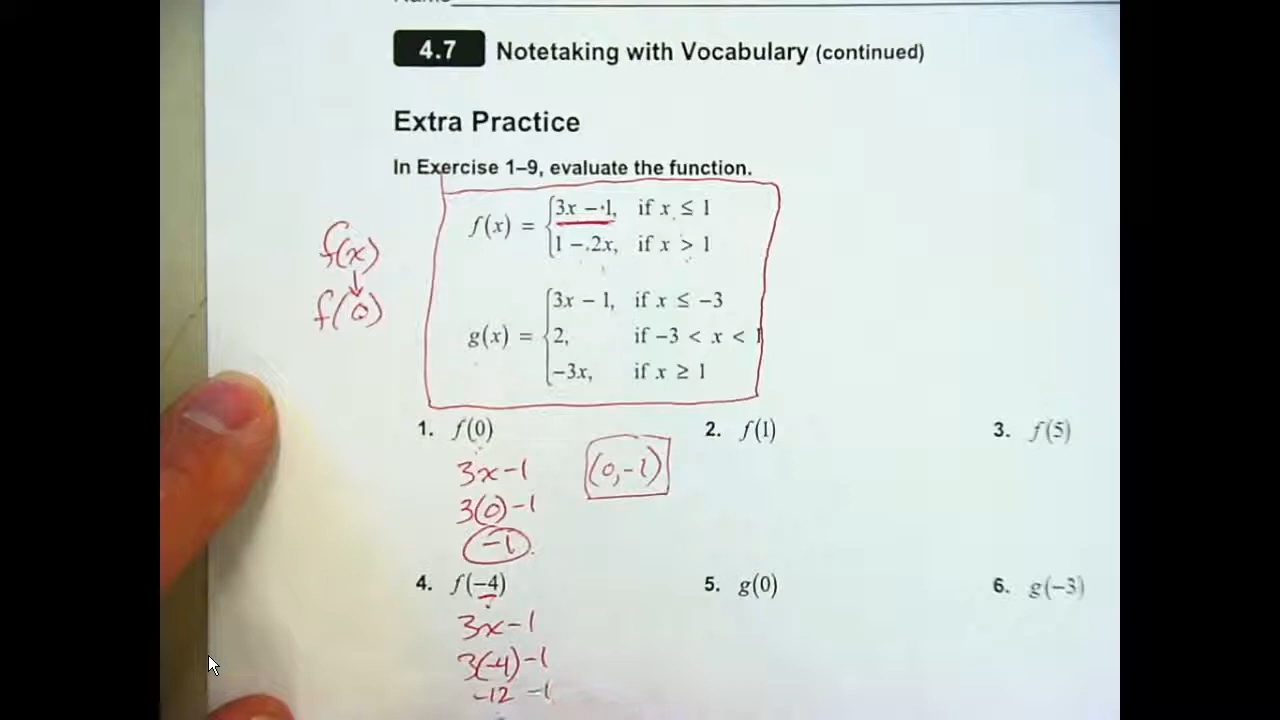 4.7 Notetaking with Vocabulary (continued)
Extra Practice
In Exercise 1–9, evaluate the function.
f(x) = {3x − 1, if x ≤ 1
1 − 2x, if x > 1
f(x)
↓
f(0)
g(x) = {3x − 1, if x ≤ −3
2, if −3 < x < 1
−3x, if x ≥ 1
1. f(0) 2. f(1) 3. f(5)
3x−1 (0,−1)
3(0)−1
−1
4. f(−4) 5. g(0) 6. g(−3)
3x−1
3(−4)−1
−12 −1